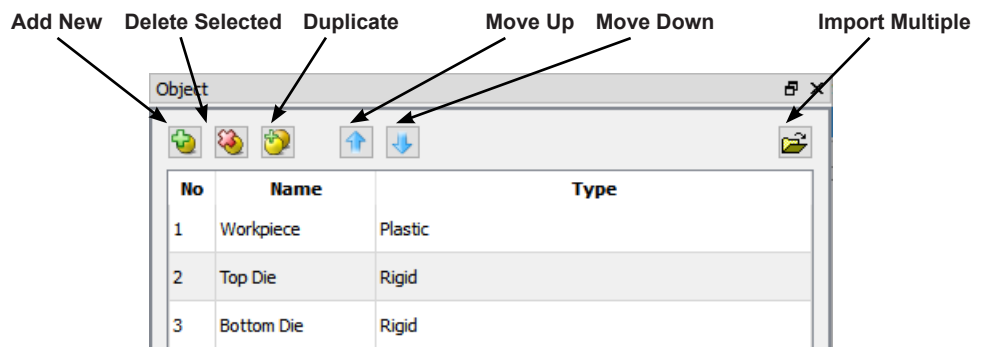 Add New Delete Selected Duplicate Move Up Move Down Import Multiple
Object
No Name Type
1 Workpiece Plastic
2 Top Die Rigid
3 Bottom Die Rigid